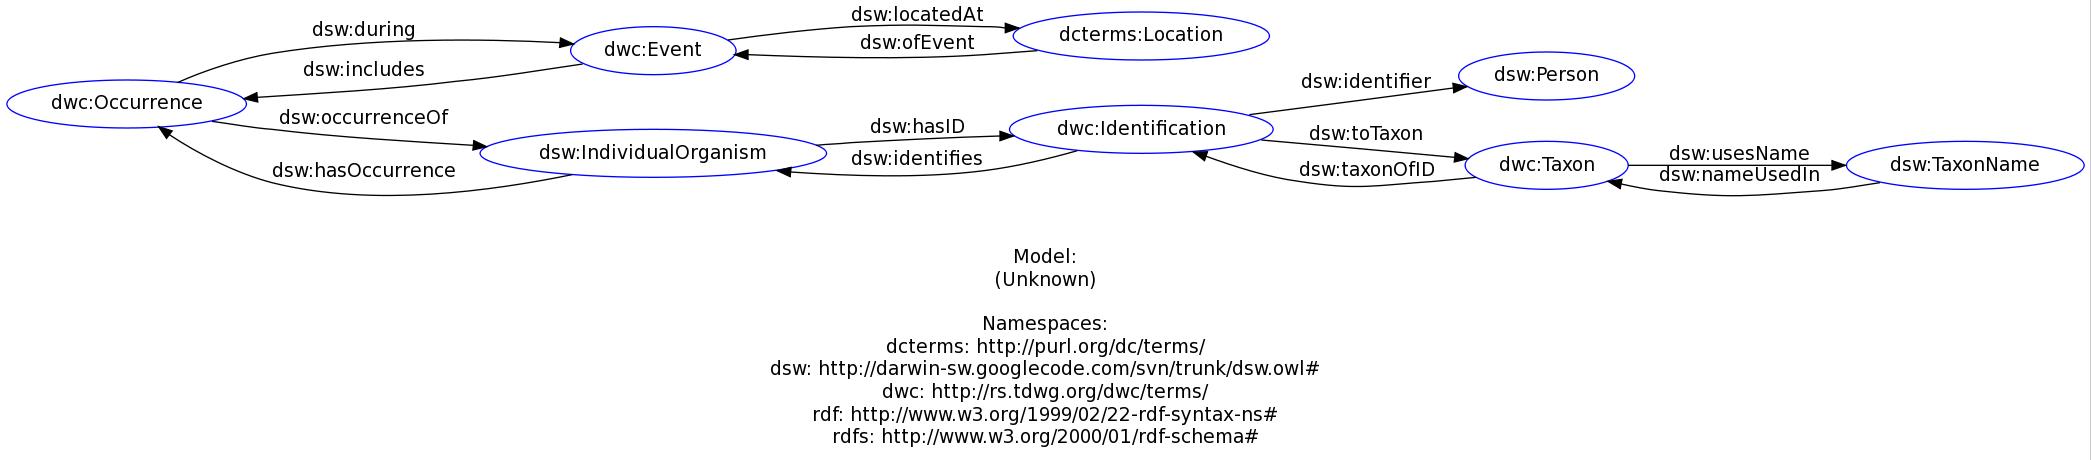 dsw:during
dsw:locatedAt
dsw:ofEvent
dwc:Event
dcterms:Location
dsw:includes
dwc:Occurrence
dsw:occurrenceOf
dsw:hasOccurrence
dsw:IndividualOrganism
dsw:hasID
dsw:identifies
dwc:Identification
dsw:identifier
dsw:Person
dsw:toTaxon
dsw:taxonOfID
dwc:Taxon
dsw:usesName
dsw:nameUsedIn
dsw:TaxonName
Model:
(Unknown)
Namespaces:
dcterms: http://purl.org/dc/terms/
dsw: http://darwin-sw.googlecode.com/svn/trunk/dsw.owl#
dwc: http://rs.tdwg.org/dwc/terms/
rdf: http://www.w3.org/1999/02/22-rdf-syntax-ns#
rdfs: http://www.w3.org/2000/01/rdf-schema#